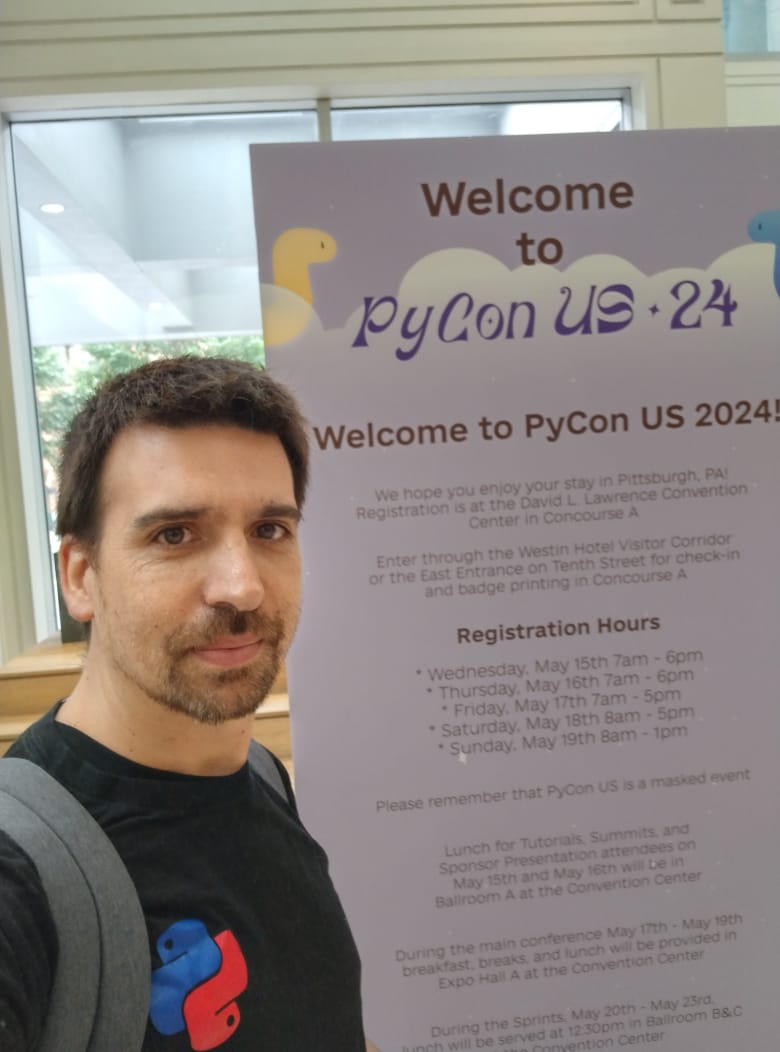 Welcome
to
PyCon US 24
Welcome to PyCon US 2024!
We hope you enjoy your stay in Pittsburgh, PA!
Registration is at the David L. Lawrence Convention
Center in Concourse A
Enter through the Westin Hotel Visitor Corridor
or the East Entrance on Tenth Street for check-in
and badge printing in Concourse A
Registration Hours
* Wednesday, May 15th 7am - 6pm
* Thursday, May 16th 7am - 6pm
* Friday, May 17th 7am - 5pm
* Saturday, May 18th 8am - 5pm
* Sunday, May 19th 8am - 1pm
Please remember that PyCon US is a masked event
Lunch for Tutorials, Summits, and
Sponsor Presentation attendees on
May 15th and May 16th will be in
Ballroom A at the Convention Center
During the main conference May 17th - May 19th
breakfast, breaks, and lunch will be provided in
Expo Hall A at the Convention Center
During the Sprints, May 20th - May 23rd,
lunch will be served at 12:30pm in Ballroom B&C
the Convention Center